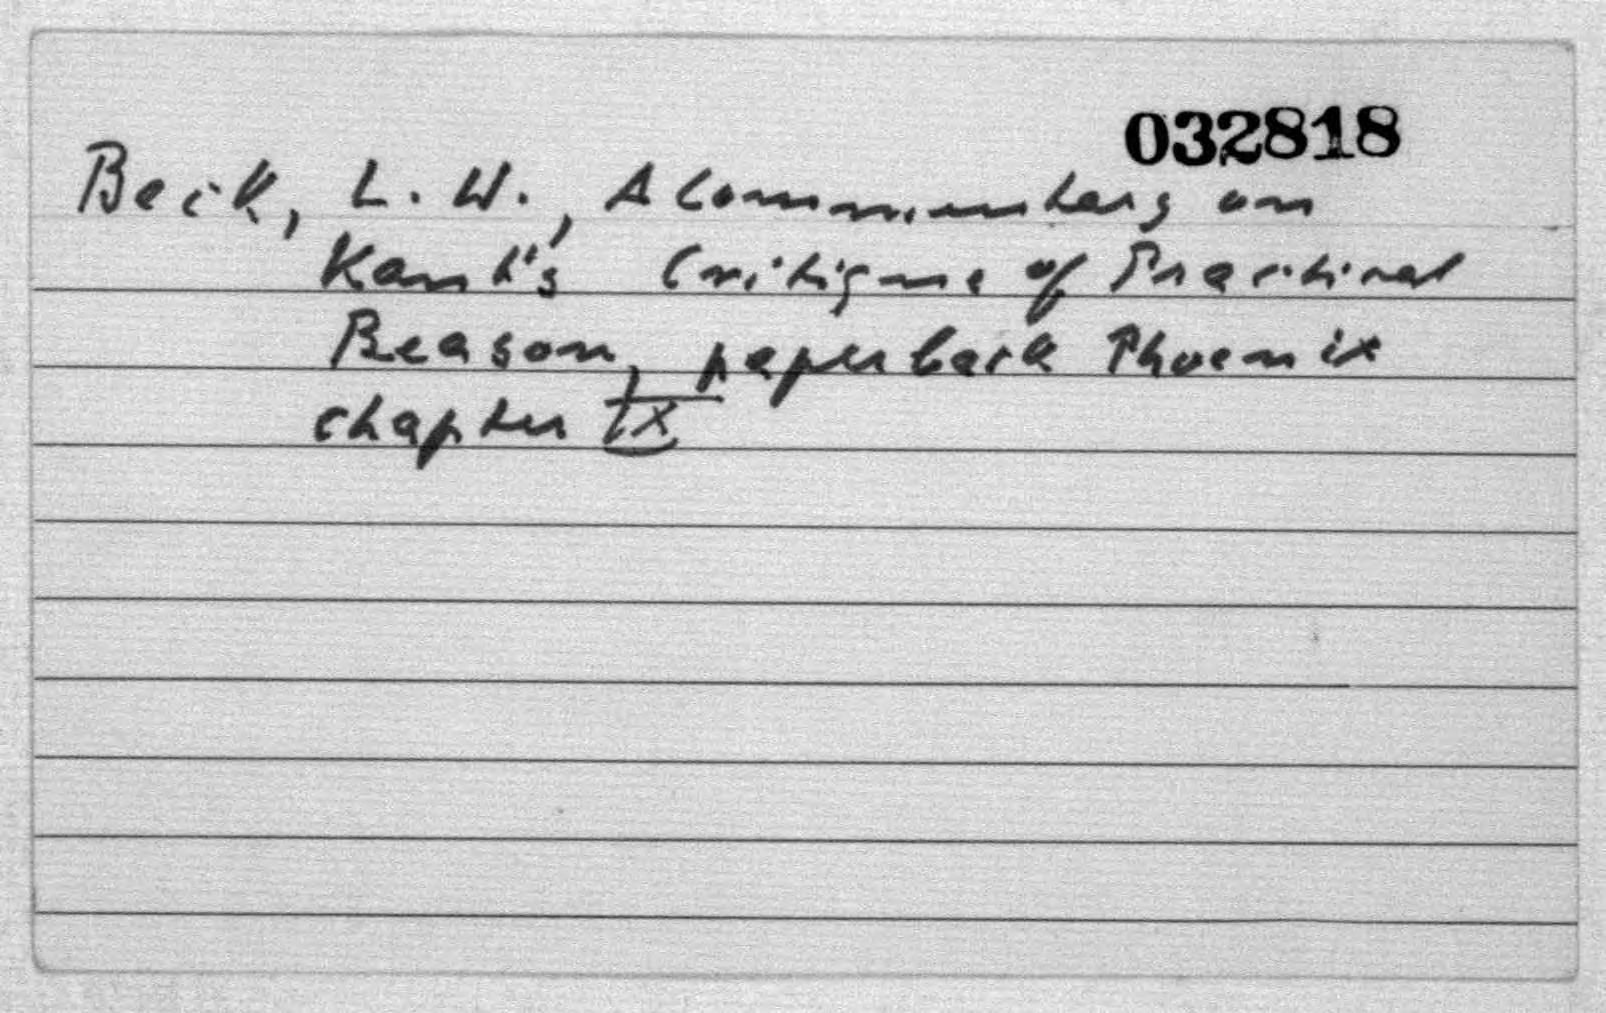 032818
Beck, L. W., A Commentary on
Kant's Critique of Practical
Reason, paperback Phoenix
chapter IX